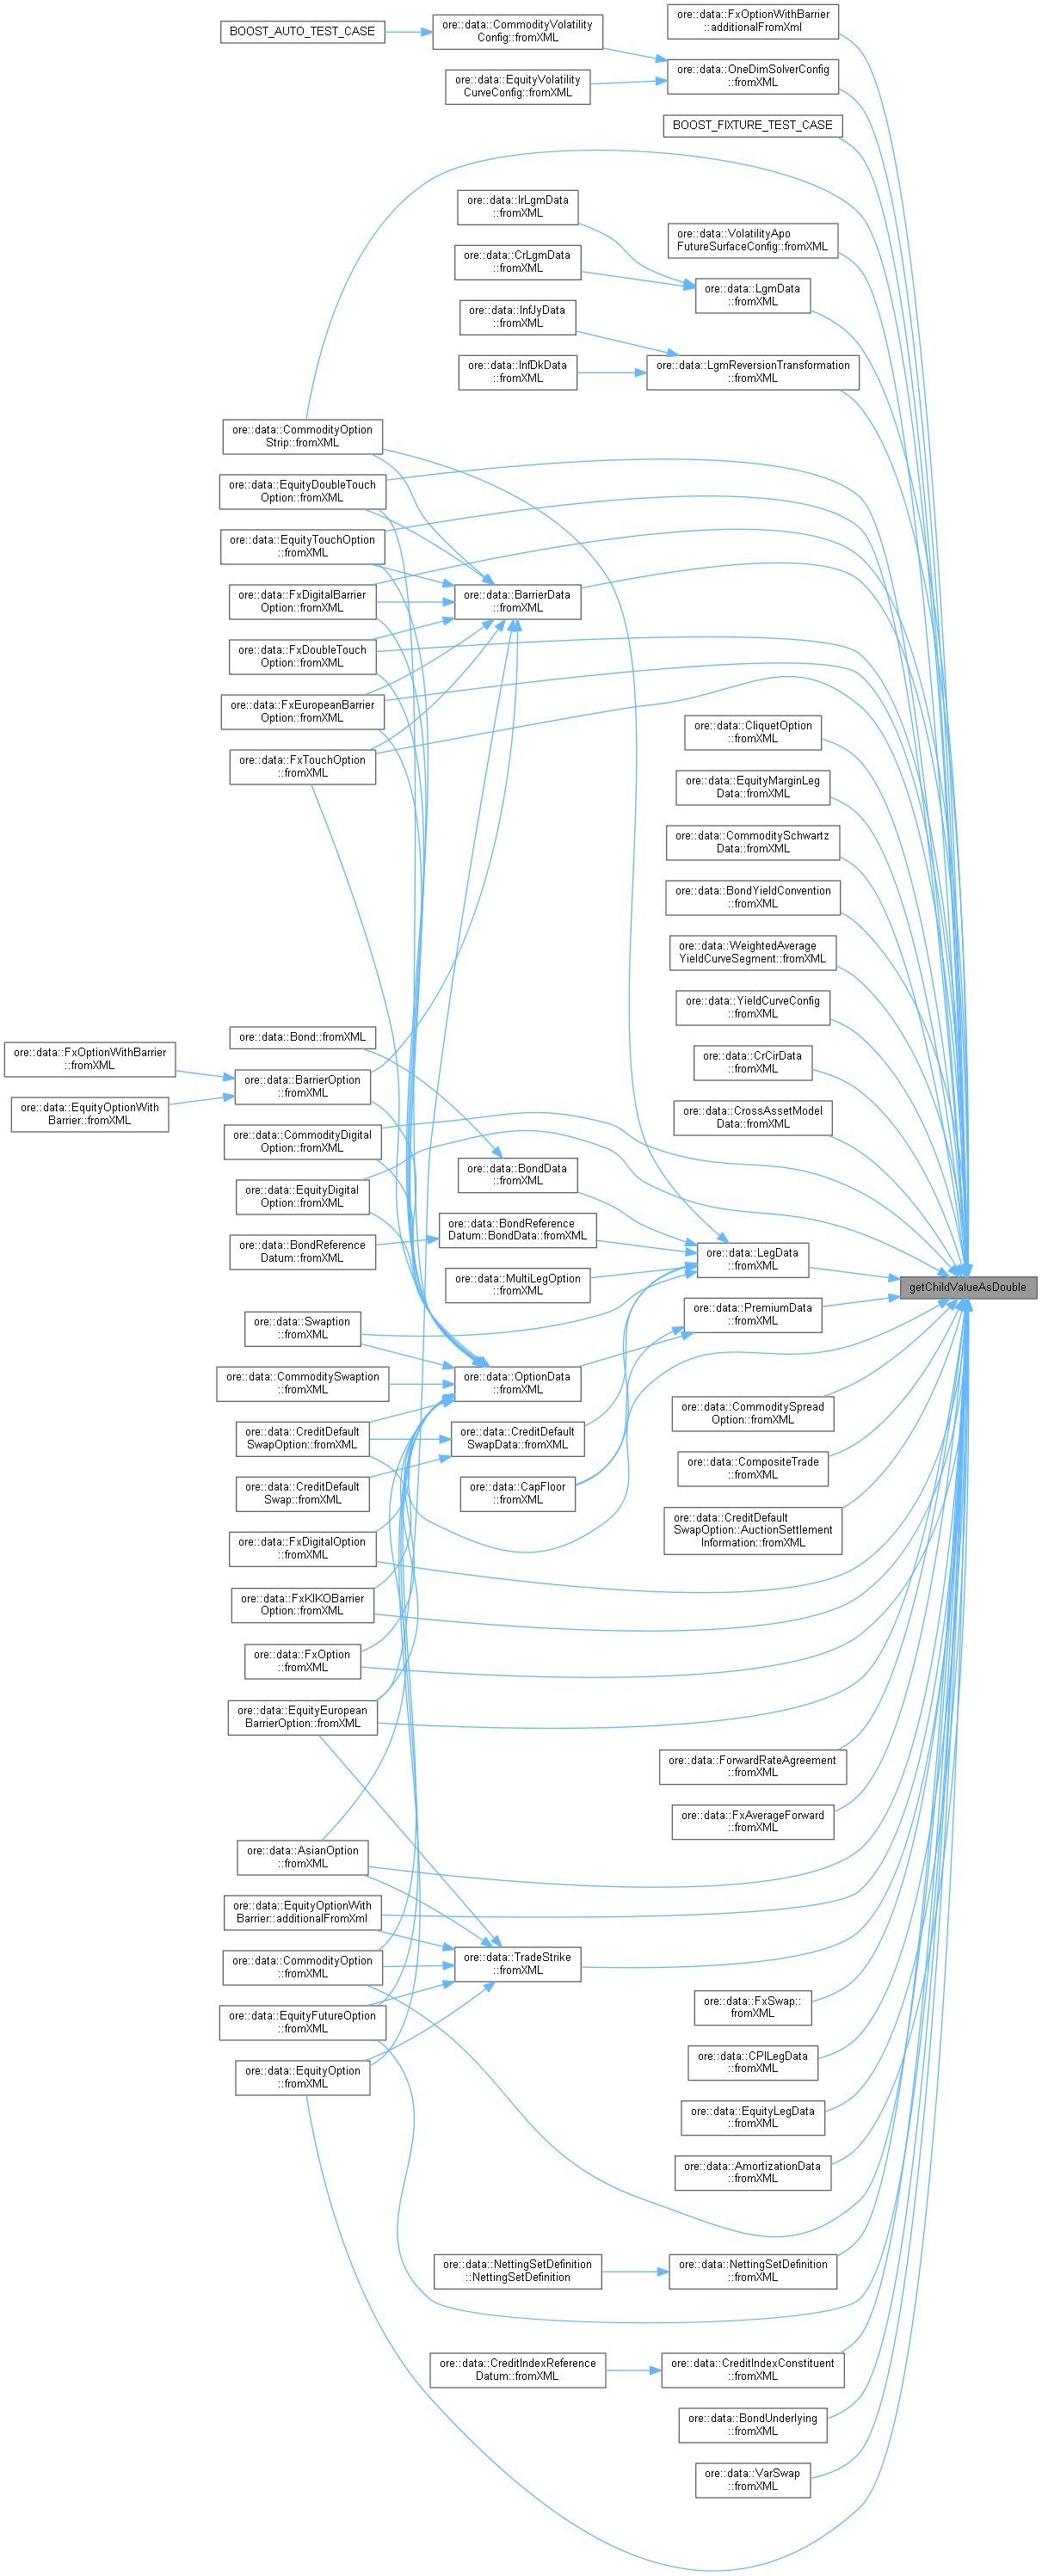 ore::data::FxOptionWithBarrier
::additionalFromXml
ore::data::CommodityVolatility
Config::fromXML
BOOST_AUTO_TEST_CASE
ore::data::OneDimSolverConfig
::fromXML
ore::data::EquityVolatility
CurveConfig::fromXML
BOOST_FIXTURE_TEST_CASE
ore::data::IrLgmData
::fromXML
ore::data::VolatilityApo
FutureSurfaceConfig::fromXML
ore::data::CrLgmData
::fromXML
ore::data::LgmData
::fromXML
ore::data::InfJyData
::fromXML
ore::data::InfDkData
::fromXML
ore::data::LgmReversionTransformation
::fromXML
ore::data::CommodityOption
Strip::fromXML
ore::data::EquityDoubleTouch
Option::fromXML
ore::data::EquityTouchOption
::fromXML
ore::data::FxDigitalBarrier
Option::fromXML
ore::data::BarrierData
::fromXML
ore::data::FxDoubleTouch
Option::fromXML
ore::data::FxEuropeanBarrier
Option::fromXML
ore::data::CliquetOption
::fromXML
ore::data::FxTouchOption
::fromXML
ore::data::EquityMarginLeg
Data::fromXML
ore::data::CommoditySchwartz
Data::fromXML
ore::data::BondYieldConvention
::fromXML
ore::data::WeightedAverage
YieldCurveSegment::fromXML
ore::data::YieldCurveConfig
::fromXML
ore::data::Bond::fromXML
ore::data::FxOptionWithBarrier
::fromXML
ore::data::CrCirData
::fromXML
ore::data::BarrierOption
::fromXML
ore::data::EquityOptionWith
Barrier::fromXML
ore::data::CrossAssetModel
Data::fromXML
ore::data::CommodityDigital
Option::fromXML
ore::data::BondData
::fromXML
ore::data::EquityDigital
Option::fromXML
ore::data::BondReference
Datum::BondData::fromXML
ore::data::BondReference
Datum::fromXML
ore::data::LegData
::fromXML
ore::data::MultiLegOption
::fromXML
getChildValueAsDouble
ore::data::PremiumData
::fromXML
ore::data::Swaption
::fromXML
ore::data::CommoditySwaption
::fromXML
ore::data::OptionData
::fromXML
ore::data::CommoditySpread
Option::fromXML
ore::data::CreditDefault
SwapOption::fromXML
ore::data::CreditDefault
SwapData::fromXML
ore::data::CompositeTrade
::fromXML
ore::data::CreditDefault
Swap::fromXML
ore::data::CapFloor
::fromXML
ore::data::CreditDefault
SwapOption::AuctionSettlement
Information::fromXML
ore::data::FxDigitalOption
::fromXML
ore::data::FxKIKOBarrier
Option::fromXML
ore::data::FxOption
::fromXML
ore::data::EquityEuropean
BarrierOption::fromXML
ore::data::ForwardRateAgreement
::fromXML
ore::data::FxAverageForward
::fromXML
ore::data::AsianOption
::fromXML
ore::data::EquityOptionWith
Barrier::additionalFromXml
ore::data::CommodityOption
::fromXML
ore::data::TradeStrike
::fromXML
ore::data::FxSwap::
fromXML
ore::data::EquityFutureOption
::fromXML
ore::data::CPILegData
::fromXML
ore::data::EquityOption
::fromXML
ore::data::EquityLegData
::fromXML
ore::data::AmortizationData
::fromXML
ore::data::NettingSetDefinition
::NettingSetDefinition
ore::data::NettingSetDefinition
::fromXML
ore::data::CreditIndexReference
Datum::fromXML
ore::data::CreditIndexConstituent
::fromXML
ore::data::BondUnderlying
::fromXML
ore::data::VarSwap
::fromXML